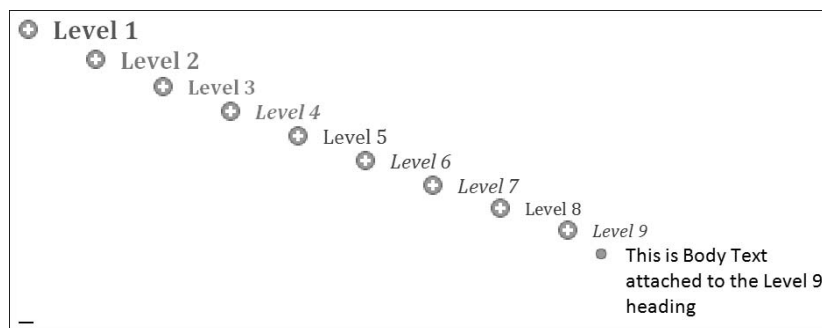 Level 1
Level 2
Level 3
Level 4
Level 5
Level 6
Level 7
Level 8
Level 9
This is Body Text
attached to the Level 9
heading